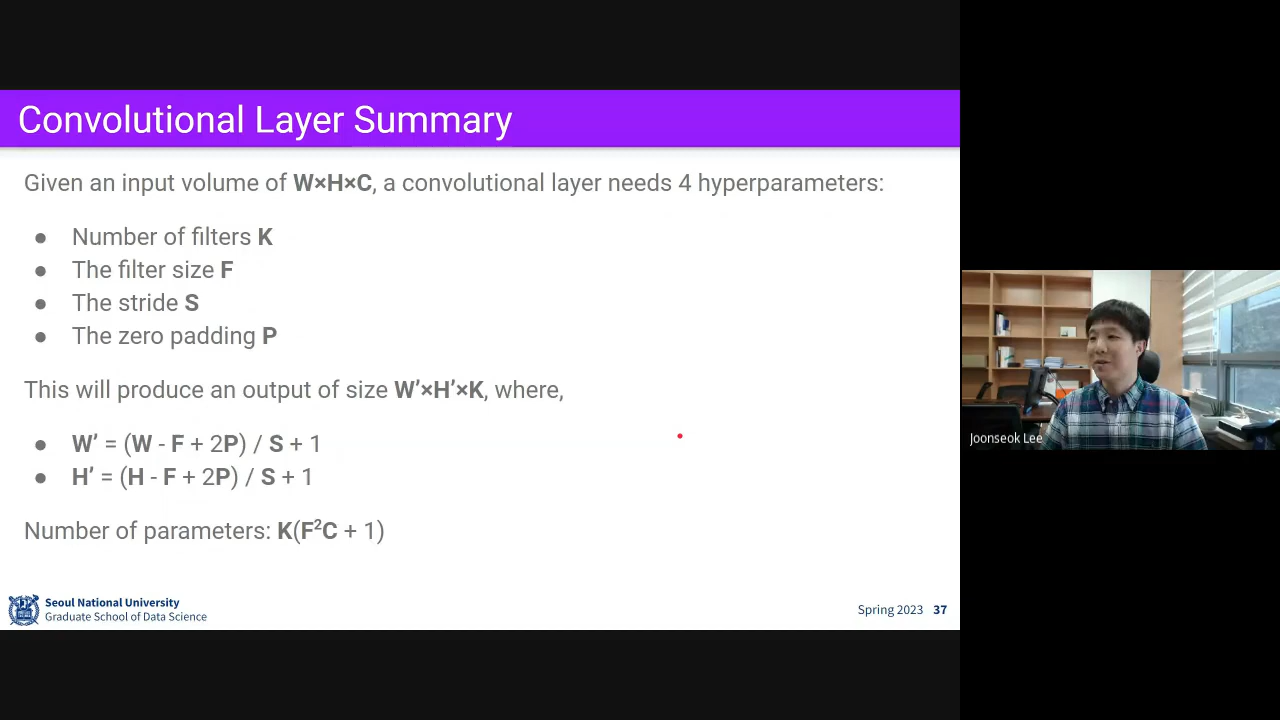 Convolutional Layer Summary
Given an input volume of W×H×C, a convolutional layer needs 4 hyperparameters:
● Number of filters K
● The filter size F
● The stride S
● The zero padding P
This will produce an output of size W’×H’×K, where,
● W’ = (W - F + 2P) / S + 1
● H’ = (H - F + 2P) / S + 1
Number of parameters: K(F²C + 1)
Seoul National University
Graduate School of Data Science
Spring 2023 37
Joonseok Lee